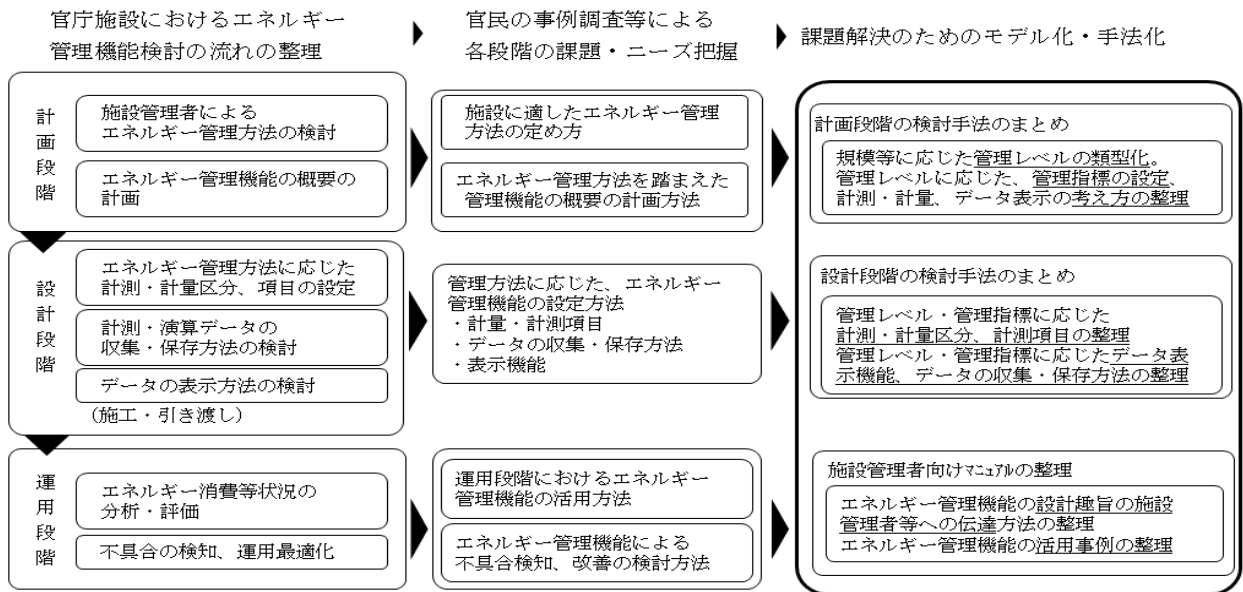 官庁施設におけるエネルギー
管理機能検討の流れの整理
官民の事例調査等による
各段階の課題・ニーズ把握
課題解決のためのモデル化・手法化
計画段階
施設管理者による
エネルギー管理方法の検討
エネルギー管理機能の概要の
計画
施設に適したエネルギー管理
方法の定め方
エネルギー管理方法を踏まえた
管理機能の概要の計画方法
計画段階の検討手法のまとめ
規模等に応じた管理レベルの類型化。
管理レベルに応じた、管理指標の設定、
計測・計量、データ表示の考え方の整理
設計段階
エネルギー管理方法に応じた
計測・計量区分、項目の設定
計測・演算データの
収集・保存方法の検討
データの表示方法の検討
(施工・引き渡し)
管理方法に応じた、エネルギー
管理機能の設定方法
・計量・計測項目
・データの収集・保存方法
・表示機能
設計段階の検討手法のまとめ
管理レベル・管理指標に応じた
計測・計量区分、計測項目の整理
管理レベル・管理指標に応じたデータ表
示機能、データの収集・保存方法の整理
運用段階
エネルギー消費等状況の
分析・評価
不具合の検知、運用最適化
運用段階におけるエネルギー
管理機能の活用方法
エネルギー管理機能による
不具合検知、改善の検討方法
施設管理者向けﾏﾆｭｱﾙの整理
エネルギー管理機能の設計趣旨の施設
管理者等への伝達方法の整理
エネルギー管理機能の活用事例の整理